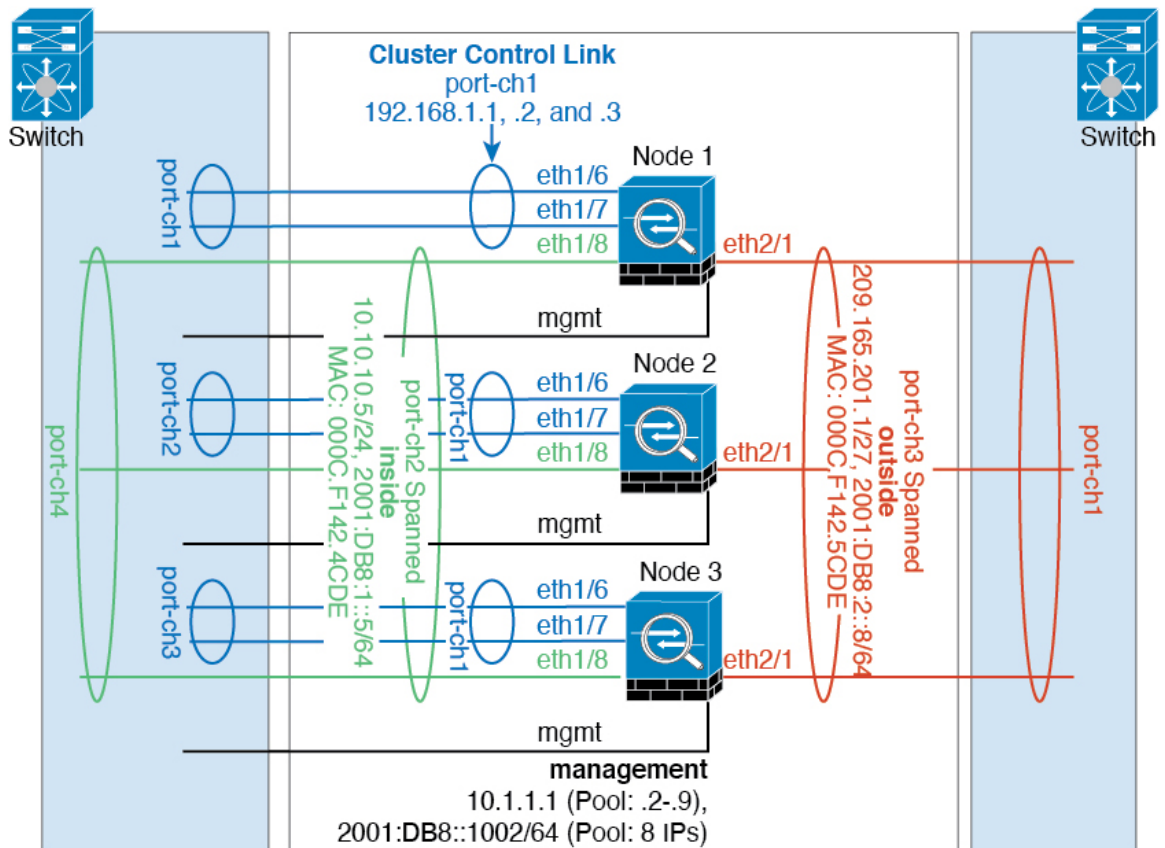 Switch
Switch
Cluster Control Link
port-ch1
192.168.1.1, .2, and .3
Node 1
port-ch1
eth1/6
eth1/7
eth1/8
eth2/1
mgmt
Node 2
port-ch2
port-ch1
eth1/6
eth1/7
eth1/8
eth2/1
mgmt
port-ch4
port-ch2 Spanned
inside
10.10.10.5/24, 2001:DB8:1::5/64
MAC: 000C.F142.4CDE
port-ch3 Spanned
outside
209.165.201.1/27, 2001:DB8:2::8/64
MAC: 000C.F142.5CDE
port-ch1
Node 3
port-ch3
port-ch1
eth1/6
eth1/7
eth1/8
eth2/1
mgmt
management
10.1.1.1 (Pool: .2-.9),
2001:DB8::1002/64 (Pool: 8 IPs)